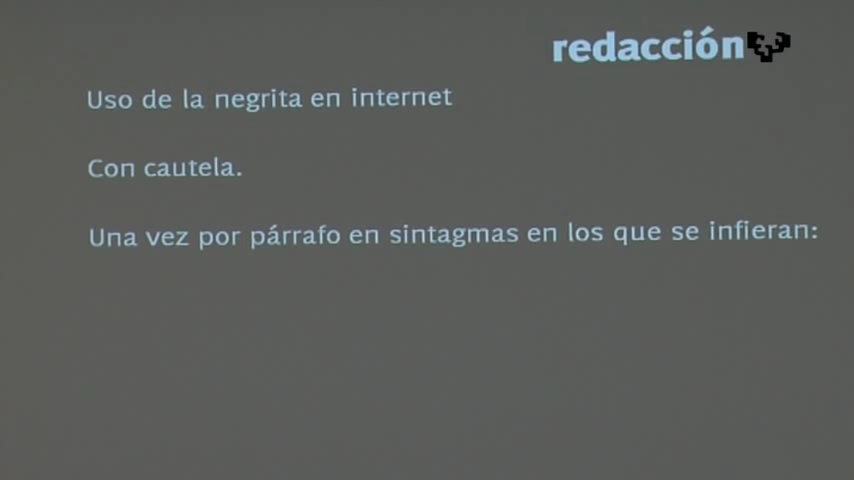 redacción
Uso de la negrita en internet
Con cautela.
Una vez por párrafo en sintagmas en los que se infieran: